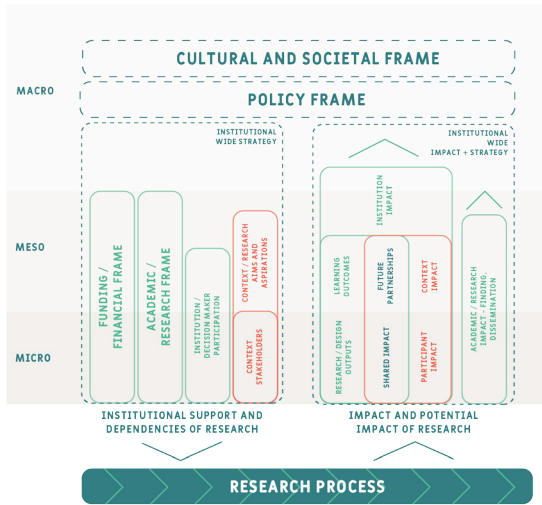 CULTURAL AND SOCIETAL FRAME
MACRO
POLICY FRAME
INSTITUTIONAL
WIDE STRATEGY
INSTITUTIONAL
WIDE
IMPACT + STRATEGY
MESO
MICRO
FUNDING /
FINANCIAL FRAME
ACADEMIC /
RESEARCH FRAME
INSTITUTION /
DECISION MAKER
PARTICIPATION
CONTEXT / RESEARCH
AIMS AND
ASPIRATIONS
CONTEXT
STAKEHOLDERS
INSTITUTION
IMPACT
LEARNING
OUTCOMES
FUTURE
PARTNERSHIPS
CONTEXT
IMPACT
RESEARCH / DESIGN
OUTPUTS
SHARED IMPACT
PARTICIPANT
IMPACT
ACADEMIC / RESEARCH
IMPACT - FINDING,
DISSEMINATION
INSTITUTIONAL SUPPORT AND
DEPENDENCIES OF RESEARCH
IMPACT AND POTENTIAL
IMPACT OF RESEARCH
RESEARCH PROCESS